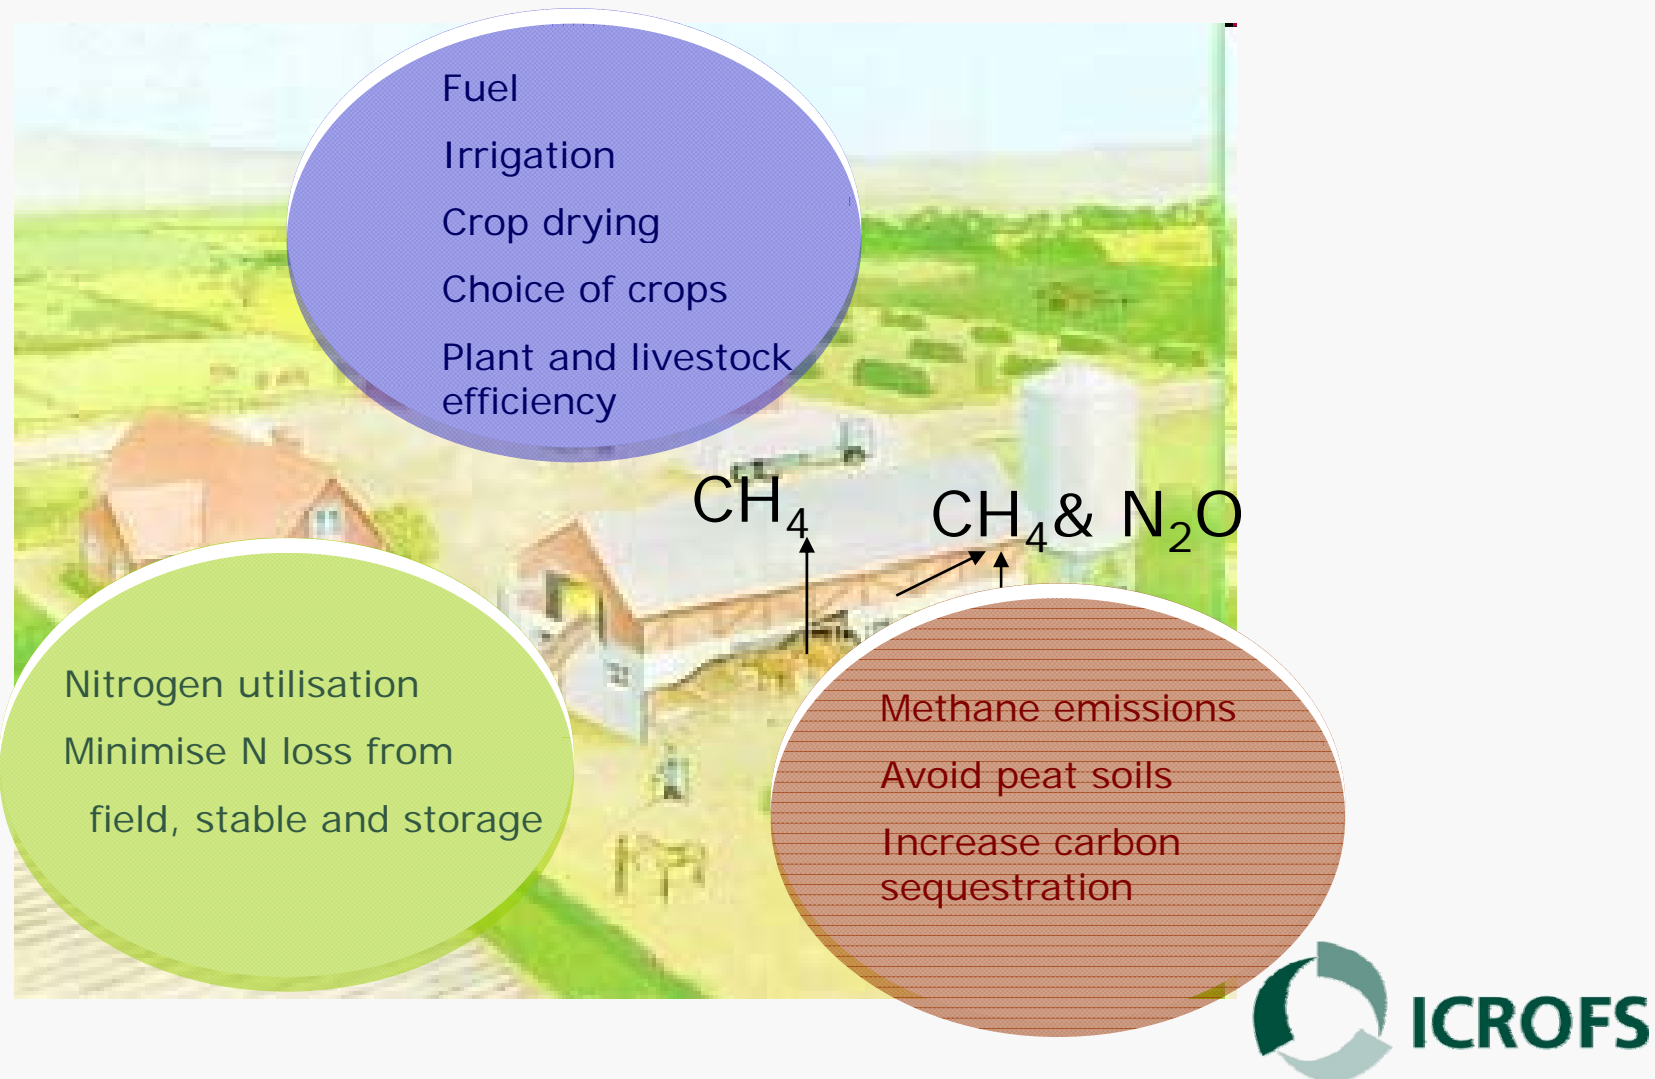 Fuel
Irrigation
Crop drying
Choice of crops
Plant and livestock
efficiency
CH₄
CH₄& N₂O
Nitrogen utilisation
Minimise N loss from
field, stable and storage
Methane emissions
Avoid peat soils
Increase carbon
sequestration
ICROFS